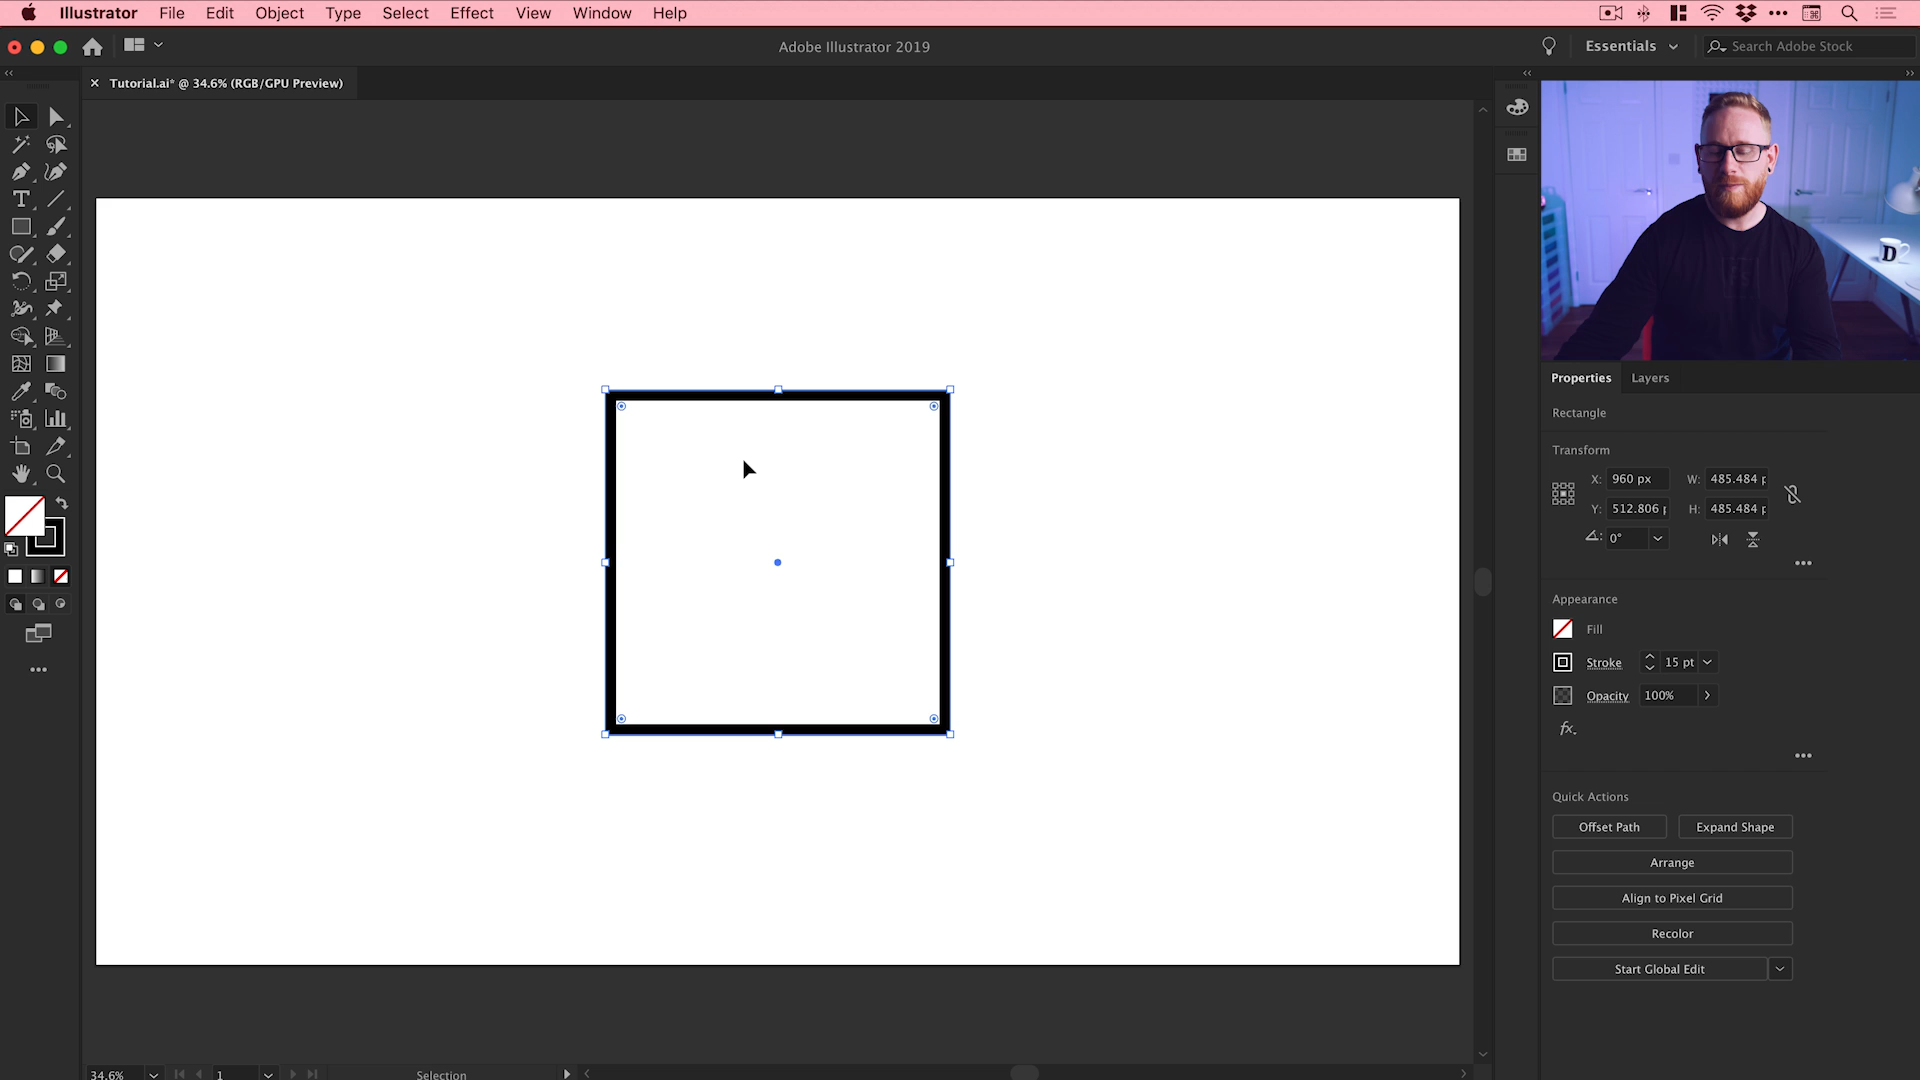 Illustrator File Edit Object Type Select Effect View Window Help
Adobe Illustrator 2019
Essentials
Search Adobe Stock
Tutorial.ai* @ 34.6% (RGB/GPU Preview)
D
Properties Layers
Rectangle
Transform
X: 960 px W: 485.484 p
Y: 512.806 p H: 485.484 p
0°
Appearance
Fill
Stroke 15 pt
Opacity 100%
fx.
Quick Actions
Offset Path Expand Shape
Arrange
Align to Pixel Grid
Recolor
Start Global Edit
34.6% 1 Selection